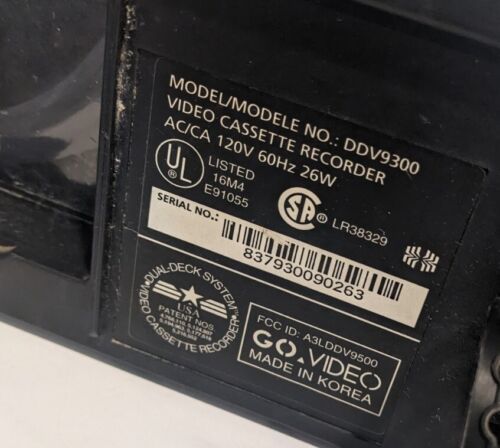 MODEL/MODELE NO.: DDV9300
VIDEO CASSETTE RECORDER
AC/CA 120V 60Hz 26W
UL
®
LISTED
16M4
E91055
SA
®
LR38329
SERIAL NO.:
837930090263
DUAL-DECK SYSTEM
USA
PATENT NOS
VIDEO CASSETTE RECORDER
FCC ID: A3LDDV9500
GO VIDEO
MADE IN KOREA